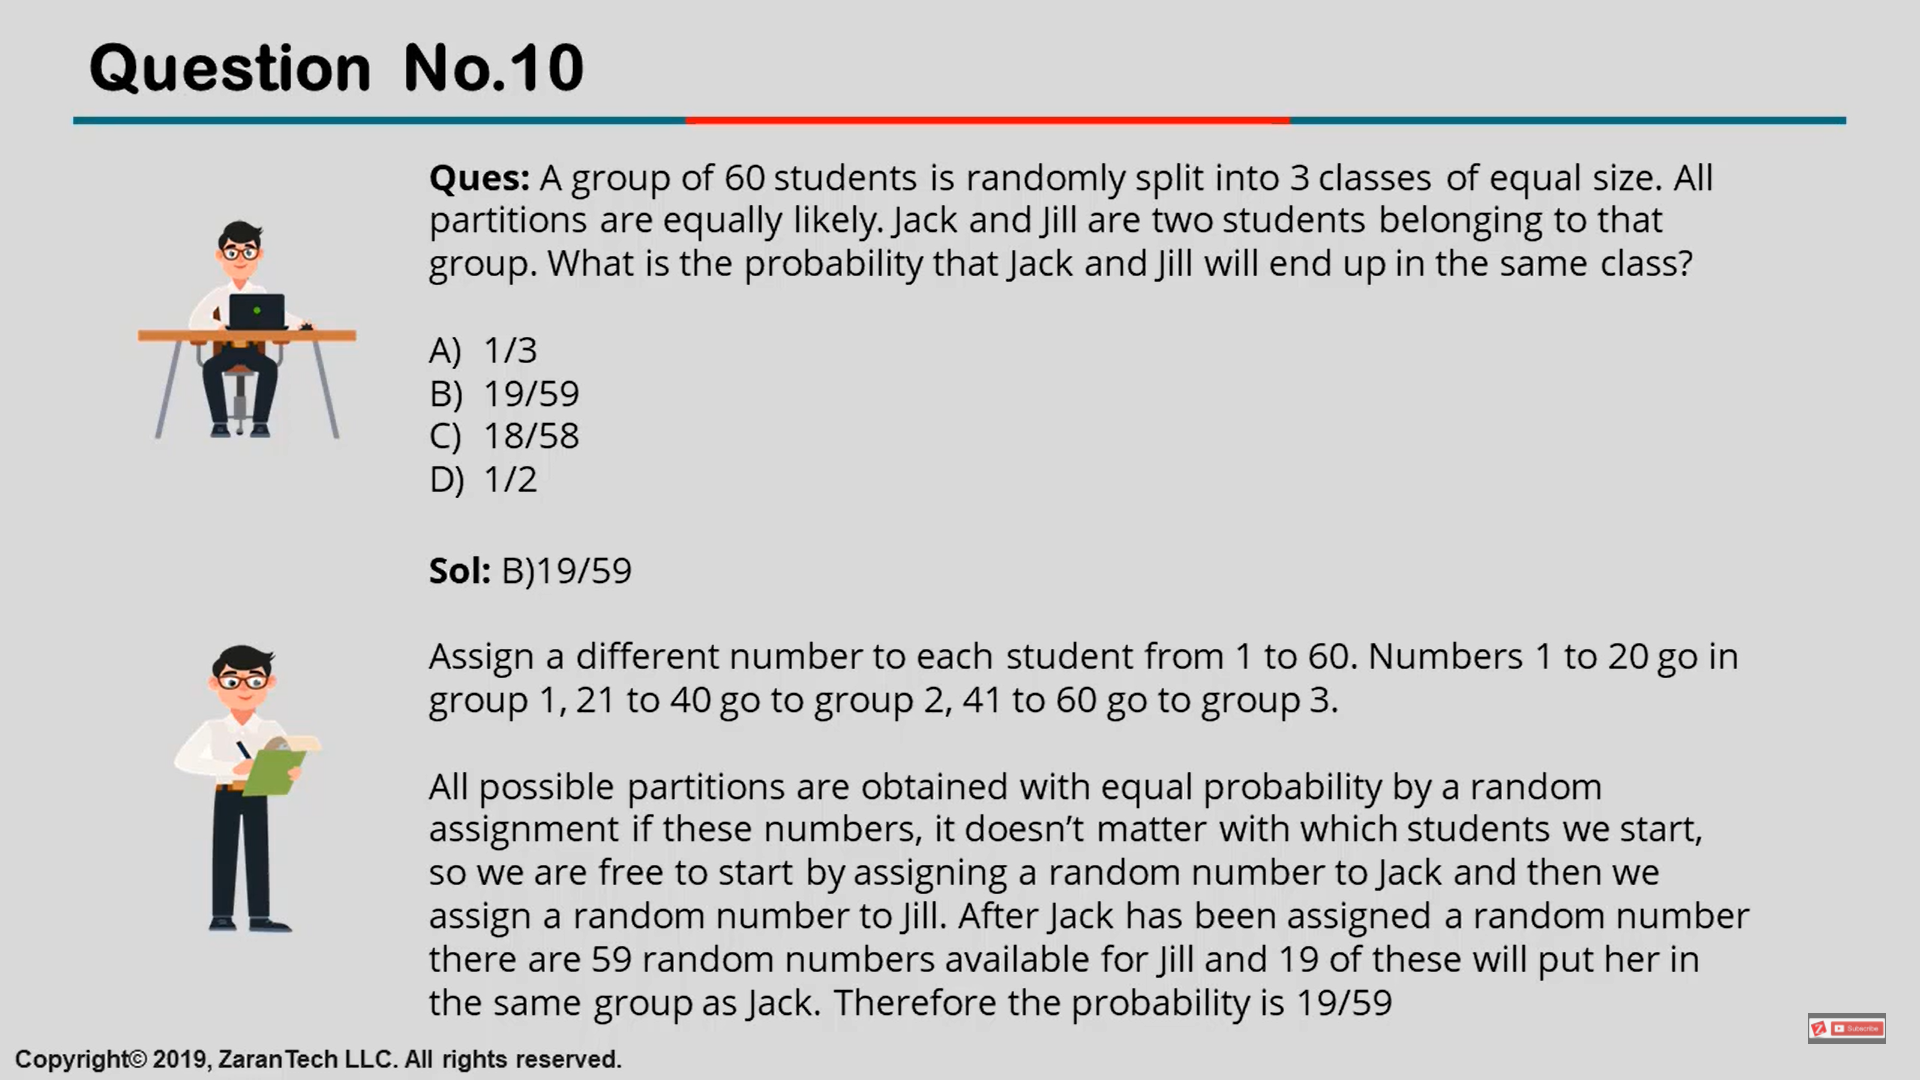 Question No.10
Ques: A group of 60 students is randomly split into 3 classes of equal size. All
partitions are equally likely. Jack and Jill are two students belonging to that
group. What is the probability that Jack and Jill will end up in the same class?
A) 1/3
B) 19/59
C) 18/58
D) 1/2
Sol: B)19/59
Assign a different number to each student from 1 to 60. Numbers 1 to 20 go in
group 1, 21 to 40 go to group 2, 41 to 60 go to group 3.
All possible partitions are obtained with equal probability by a random
assignment if these numbers, it doesn’t matter with which students we start,
so we are free to start by assigning a random number to Jack and then we
assign a random number to Jill. After Jack has been assigned a random number
there are 59 random numbers available for Jill and 19 of these will put her in
the same group as Jack. Therefore the probability is 19/59
Subscribe
Copyright© 2019, ZaranTech LLC. All rights reserved.